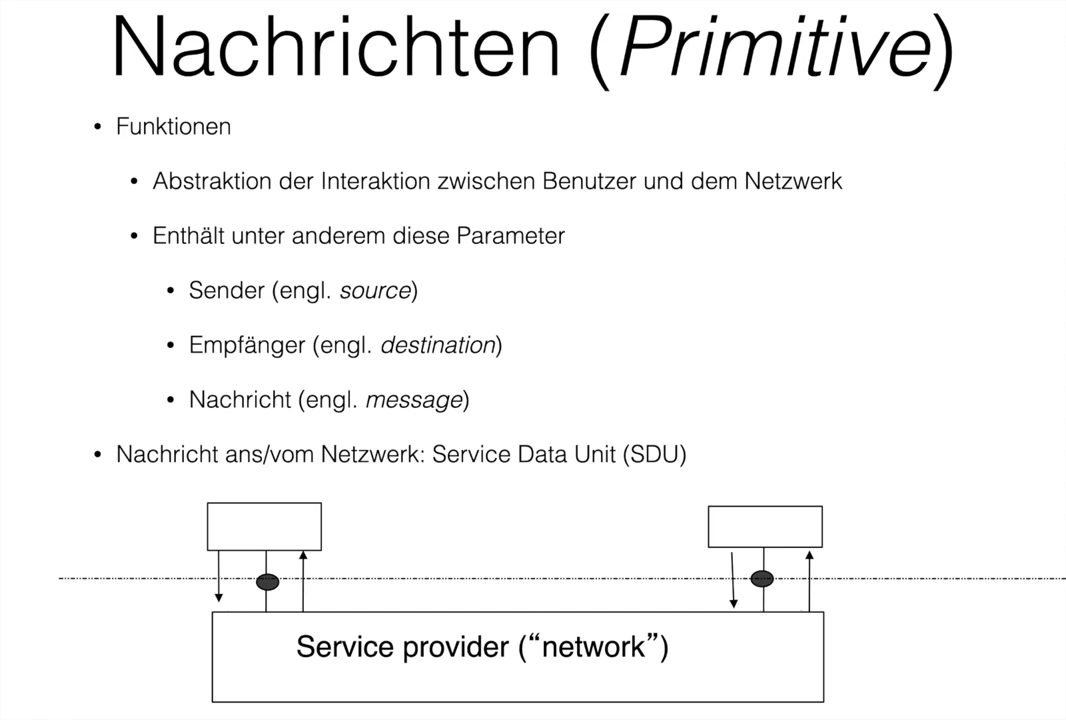 Nachrichten (Primitive)
• Funktionen
• Abstraktion der Interaktion zwischen Benutzer und dem Netzwerk
• Enthält unter anderem diese Parameter
• Sender (engl. source)
• Empfänger (engl. destination)
• Nachricht (engl. message)
• Nachricht ans/vom Netzwerk: Service Data Unit (SDU)
Service provider (“network”)